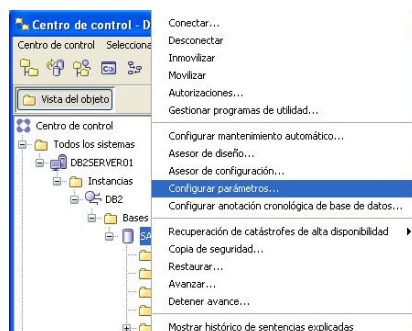 Centro de control - D
Centro de control Selecciona
Vista del objeto
Centro de control
Todos los sistemas
DB2SERVER01
Instancias
DB2
Bases
SA
Conectar...
Desconectar
Inmovilizar
Movilizar
Autorizaciones...
Gestionar programas de utilidad...
Configurar mantenimiento automático...
Asesor de diseño...
Asesor de configuración...
Configurar parámetros...
Configurar anotación cronológica de base de datos...
Recuperación de catástrofes de alta disponibilidad
Copia de seguridad...
Restaurar...
Avanzar...
Detener avance...
Mostrar histórico de sentencias explicadas